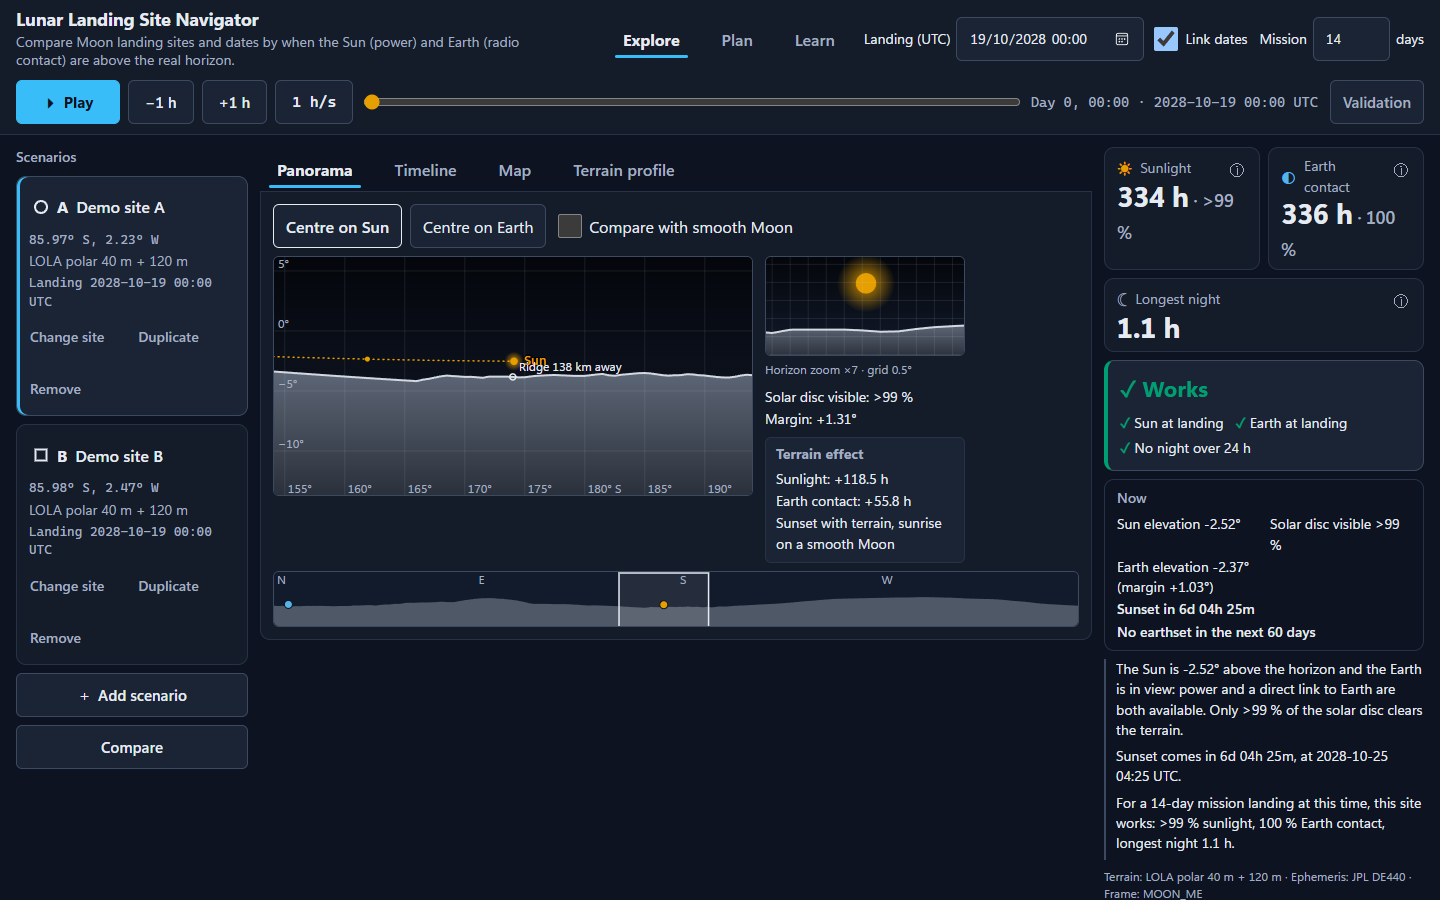 Lunar Landing Site Navigator
Compare Moon landing sites and dates by when the Sun (power) and Earth (radio
contact) are above the real horizon.
Explore
Plan
Learn
Landing (UTC)
19/10/2028 00:00
Link dates
Mission
14
days
Play
−1 h
+1 h
1 h/s
Day 0, 00:00 · 2028−10−19 00:00 UTC
Validation
Scenarios
A Demo site A
85.97° S, 2.23° W
LOLA polar 40 m + 120 m
Landing 2028−10−19 00:00
UTC
Change site
Duplicate
Remove
B Demo site B
85.98° S, 2.47° W
LOLA polar 40 m + 120 m
Landing 2028−10−19 00:00
UTC
Change site
Duplicate
Remove
+ Add scenario
Compare
Panorama
Timeline
Map
Terrain profile
Centre on Sun
Centre on Earth
Compare with smooth Moon
5°
0°
−5°
−10°
Sun
Ridge 138 km away
155°
160°
165°
170°
175°
180° S
185°
190°
Horizon zoom ×7 · grid 0.5°
Solar disc visible: >99 %
Margin: +1.31°
Terrain effect
Sunlight: +118.5 h
Earth contact: +55.8 h
Sunset with terrain, sunrise
on a smooth Moon
N
E
S
W
Sunlight
334 h · >99
%
Earth
contact
336 h · 100
%
Longest night
1.1 h
✓ Works
✓ Sun at landing ✓ Earth at landing
✓ No night over 24 h
Now
Sun elevation -2.52°
Solar disc visible >99
%
Earth elevation -2.37°
(margin +1.03°)
Sunset in 6d 04h 25m
No earthset in the next 60 days
The Sun is -2.52° above the horizon and the Earth
is in view: power and a direct link to Earth are
both available. Only >99 % of the solar disc clears
the terrain.
Sunset comes in 6d 04h 25m, at 2028-10-25
04:25 UTC.
For a 14-day mission landing at this time, this site
works: >99 % sunlight, 100 % Earth contact,
longest night 1.1 h.
Terrain: LOLA polar 40 m + 120 m · Ephemeris: JPL DE440 ·
Frame: MOON_ME